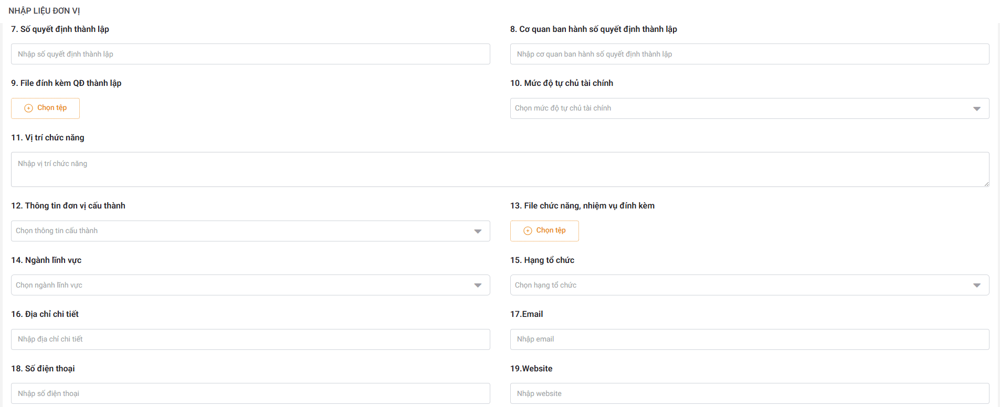 NHẬP LIỆU ĐƠN VỊ
7. Số quyết định thành lập
8. Cơ quan ban hành số quyết định thành lập
Nhập số quyết định thành lập
Nhập cơ quan ban hành số quyết định thành lập
9. File đính kèm QĐ thành lập
10. Mức độ tự chủ tài chính
Chọn tệp
Chọn mức độ tự chủ tài chính
11. Vị trí chức năng
Nhập vị trí chức năng
12. Thông tin đơn vị cấu thành
13. File chức năng, nhiệm vụ đính kèm
Chọn thông tin cấu thành
Chọn tệp
14. Ngành lĩnh vực
15. Hạng tổ chức
Chọn ngành lĩnh vực
Chọn hạng tổ chức
16. Địa chỉ chi tiết
17.Email
Nhập địa chỉ chi tiết
Nhập email
18. Số điện thoại
19.Website
Nhập số điện thoại
Nhập website